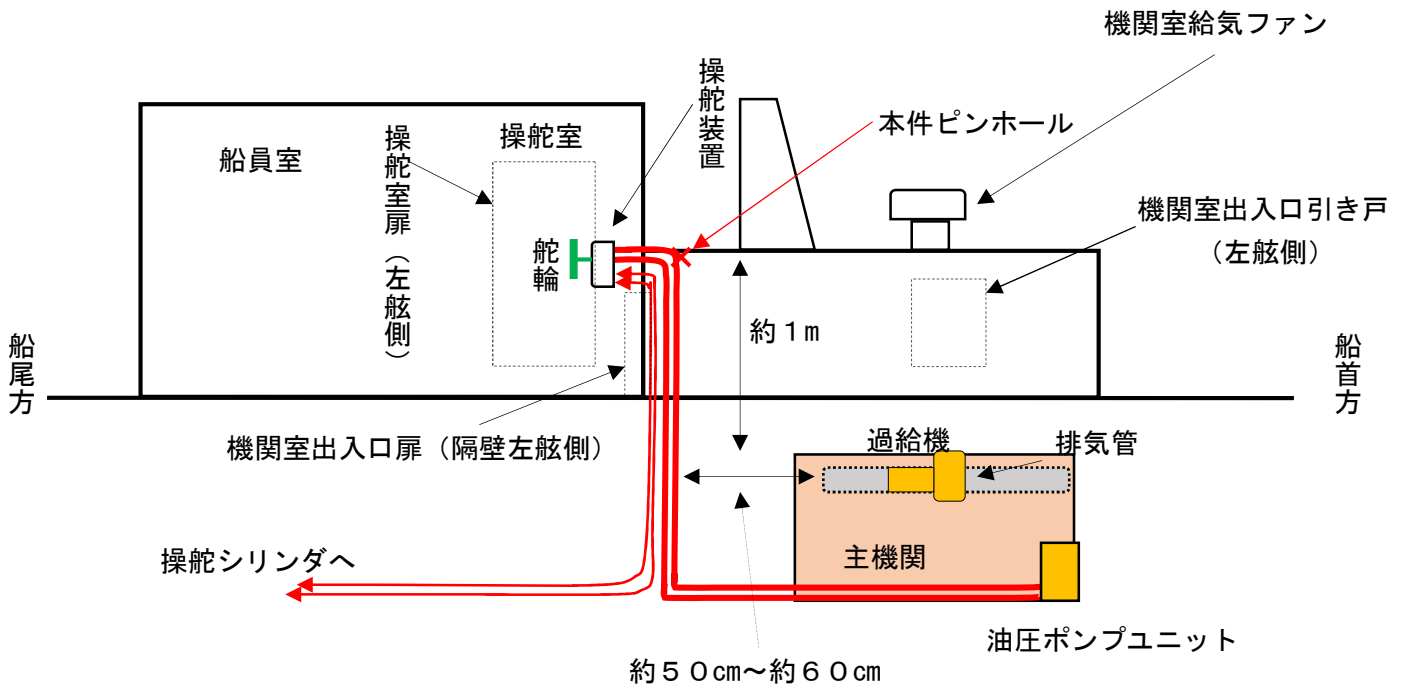 機関室給気ファン
操舵装置
本件ピンホール
操舵室
船員室
操舵室扉（左舷側）
機関室出入口引き戸
（左舷側）
舵輪
約１m
船尾方
船首方
機関室出入口扉（隔壁左舷側）
過給機
排気管
操舵シリンダへ
主機関
油圧ポンプユニット
約５０㎝～約６０㎝